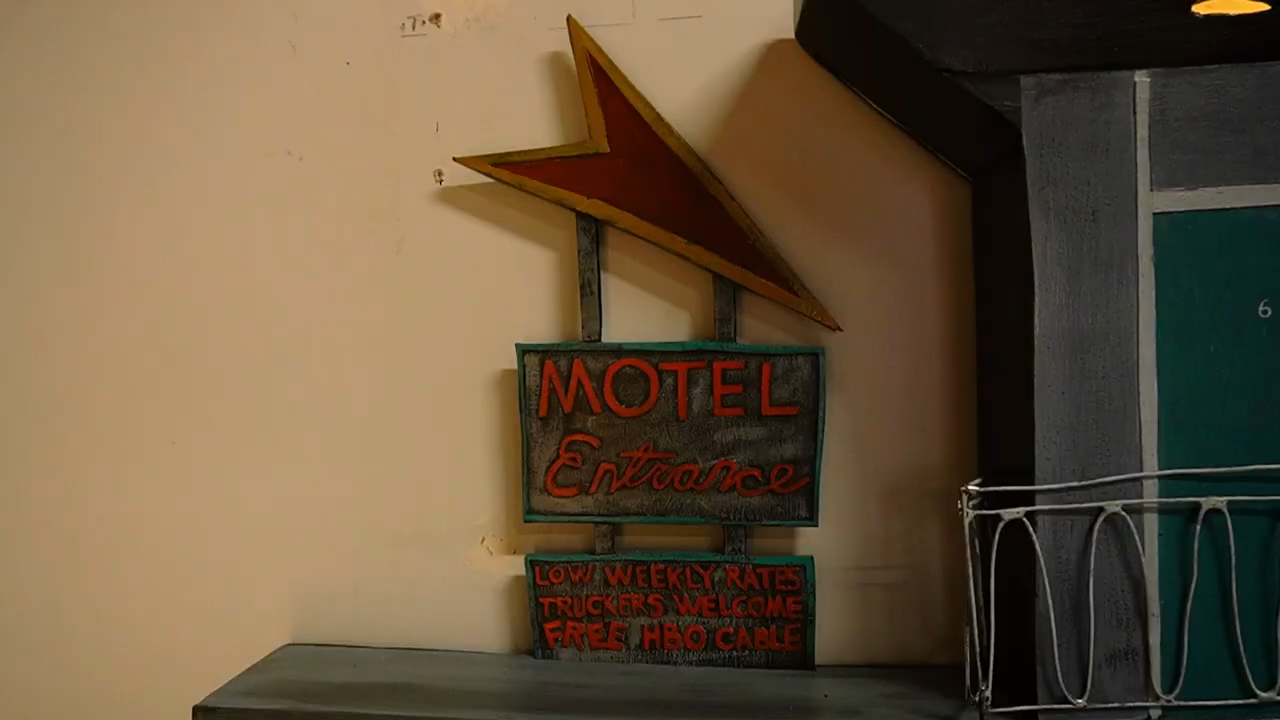 MOTEL
Entrance
LOW WEEKLY RATES
TRUCKERS WELCOME
FREE HBO CABLE
6